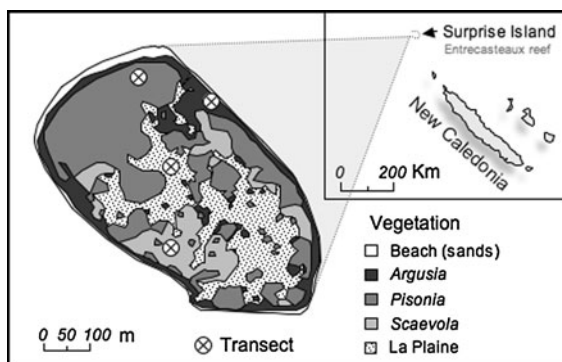 Surprise Island
Entrecasteaux reef
New Caledonia
0 200 Km
Vegetation
Beach (sands)
Argusia
Pisonia
Scaevola
La Plaine
0 50 100 m
Transect